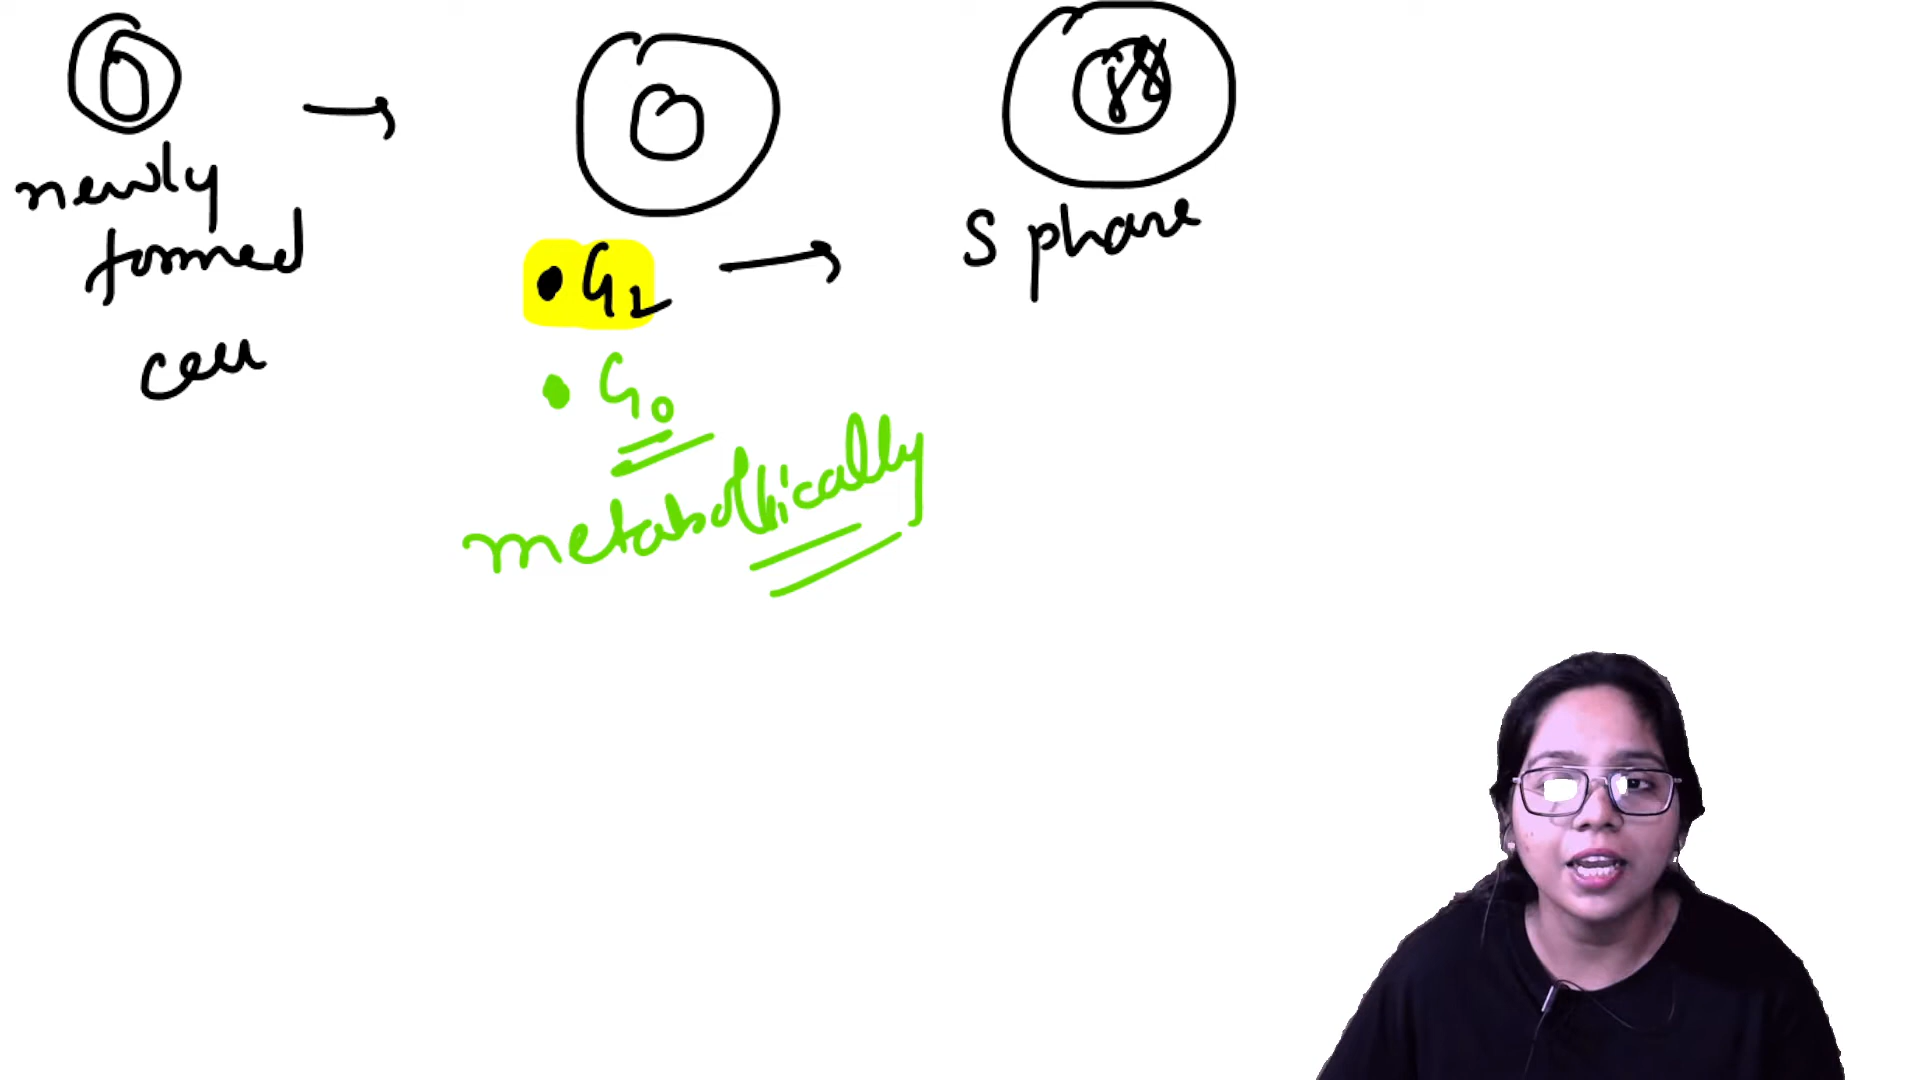 newly
formed
cell
• G1
S phase
• G0
metabolically